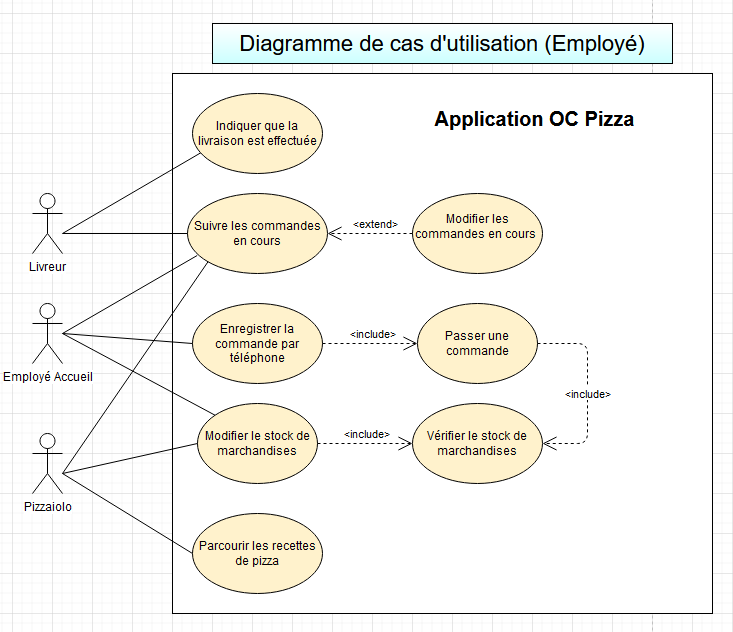 Diagramme de cas d'utilisation (Employé)
Application OC Pizza
Indiquer que la
livraison est effectuée
Livreur
Suivre les commandes
en cours
<extend>
Modifier les
commandes en cours
Employé Accueil
Enregistrer la
commande par
téléphone
<include>
Passer une
commande
<include>
Modifier le stock de
marchandises
<include>
Vérifier le stock de
marchandises
Pizzaiolo
Parcourir les recettes
de pizza